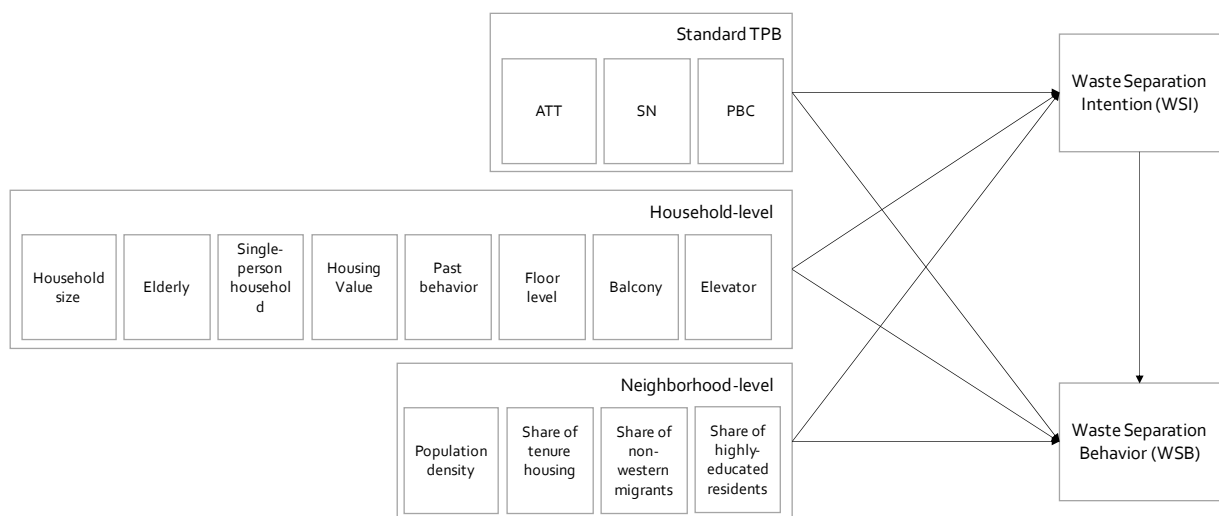 Standard TPB
ATT
SN
PBC
Waste Separation
Intention (WSI)
Household-level
Household
size
Elderly
Single-
person
househol
d
Housing
Value
Past
behavior
Floor
level
Balcony
Elevator
Neighborhood-level
Population
density
Share of
tenure
housing
Share of
non-
western
migrants
Share of
highly-
educated
residents
Waste Separation
Behavior (WSB)